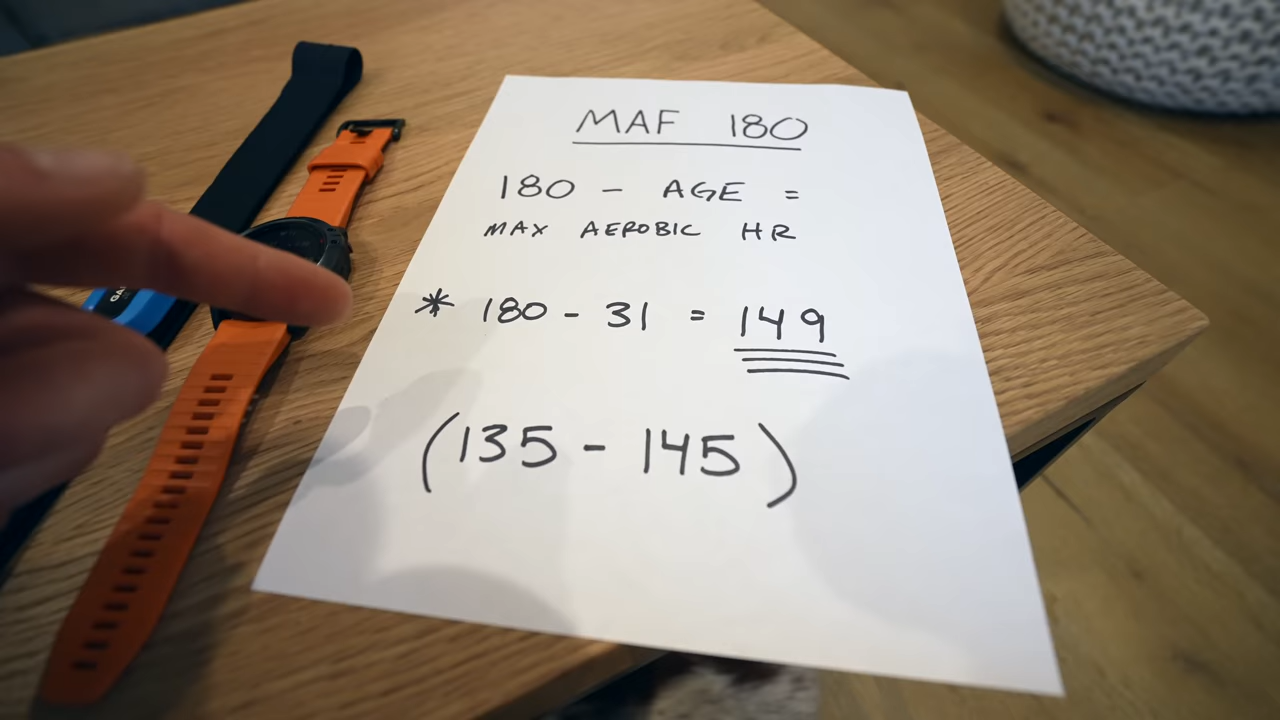 MAF 180
180 - AGE =
MAX AEROBIC HR
* 180 - 31 = 149
(135 - 145)